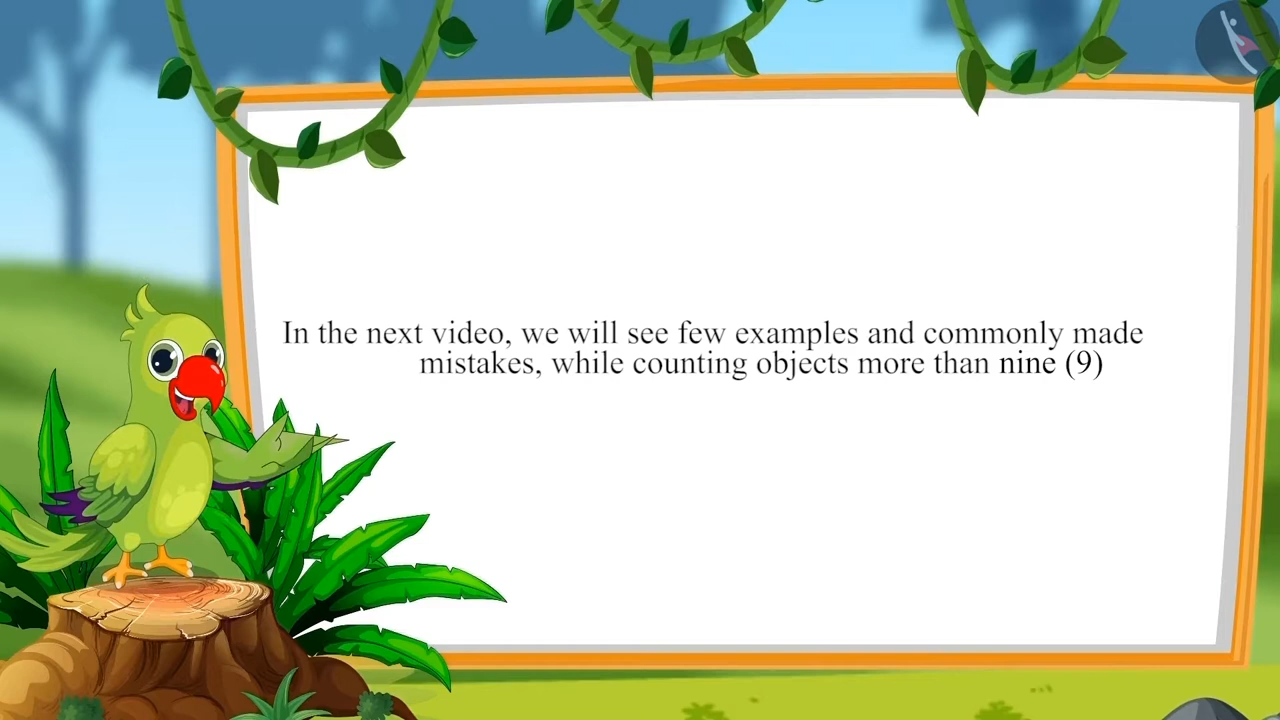 In the next video, we will see few examples and commonly made
mistakes, while counting objects more than nine (9)